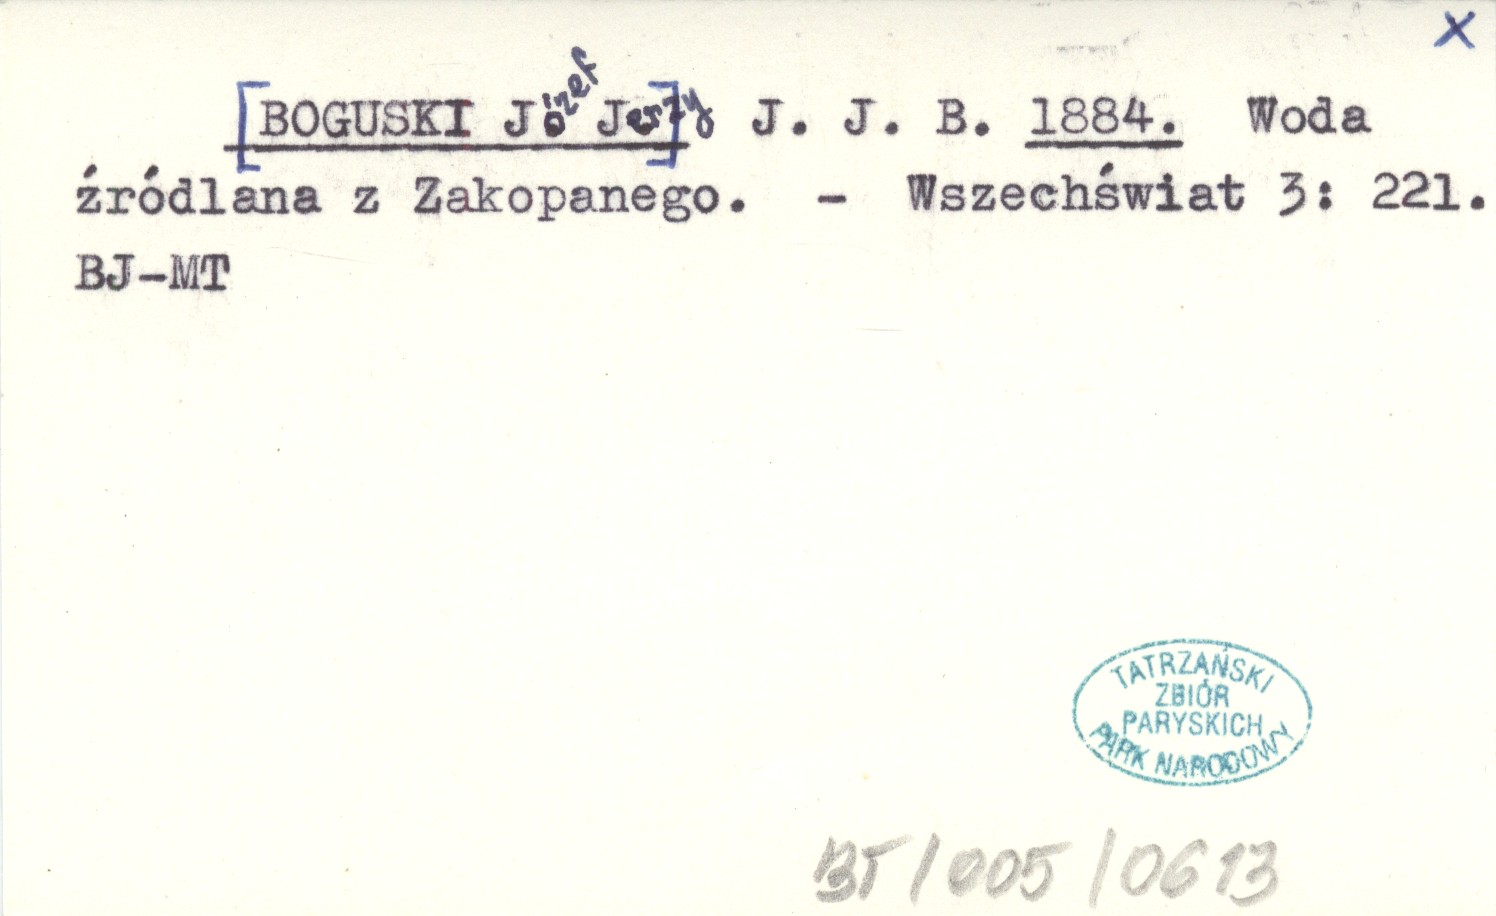 x
[BOGUSKI Józef Jerzy] J. J. B. 1884. Woda
źródlana z Zakopanego. - Wszechświat 3: 221.
BJ-MT
TATRZAŃSKI
ZBIÓR
PARYSKICH
PARK NARODOWY
BT/005/0613